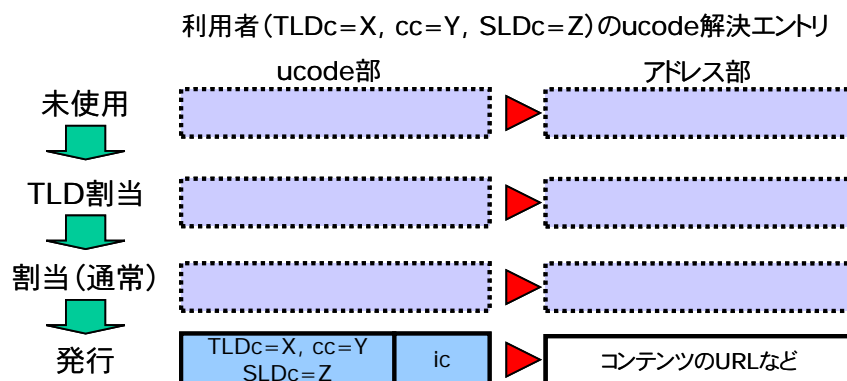 利用者(TLDc=X, cc=Y, SLDc=Z)のucode解決エントリ
ucode部
アドレス部
未使用
TLD割当
割当(通常)
発行
TLDc=X, cc=Y
SLDc=Z
ic
コンテンツのURLなど